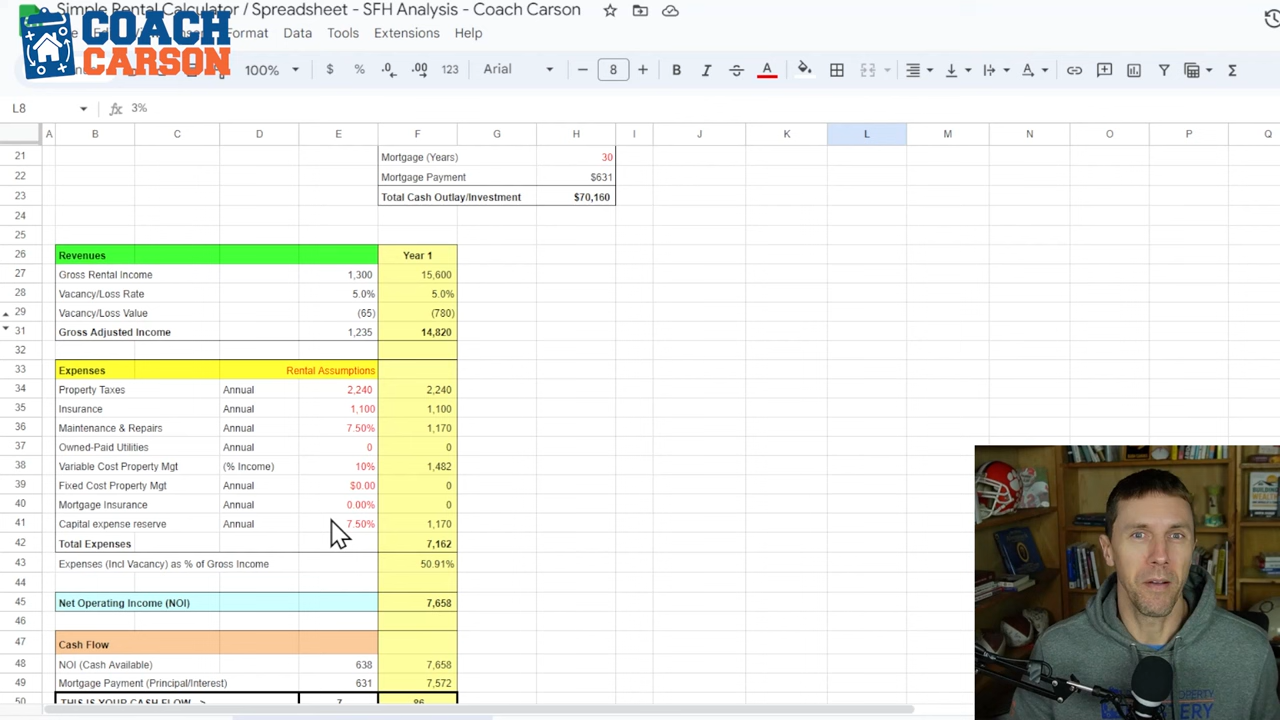 Simple Rental Calculator / Spreadsheet - SFH Analysis - Coach Carson
COACH
CARSON
Format Data Tools Extensions Help
100% $ % .0 .00 123 Arial 8 B I A A Σ
L8 fx 3%
A B C D E F G H I J K L M N O P Q
21 Mortgage (Years) 30
22 Mortgage Payment $631
23 Total Cash Outlay/Investment $70,160
24
25
26 Revenues Year 1
27 Gross Rental Income 1,300 15,600
28 Vacancy/Loss Rate 5.0% 5.0%
29 Vacancy/Loss Value (65) (780)
31 Gross Adjusted Income 1,235 14,820
32
33 Expenses Rental Assumptions
34 Property Taxes Annual 2,240 2,240
35 Insurance Annual 1,100 1,100
36 Maintenance & Repairs Annual 7.50% 1,170
37 Owned-Paid Utilities Annual 0 0
38 Variable Cost Property Mgt (% Income) 10% 1,482
39 Fixed Cost Property Mgt Annual $0.00 0
40 Mortgage Insurance Annual 0.00% 0
41 Capital expense reserve Annual 7.50% 1,170
42 Total Expenses 7,162
43 Expenses (Incl Vacancy) as % of Gross Income 50.91%
44
45 Net Operating Income (NOI) 7,658
46
47 Cash Flow
48 NOI (Cash Available) 638 7,658
49 Mortgage Payment (Principal/Interest) 631 7,572
50 THIS IS YOUR CASH FLOW --> 7 86